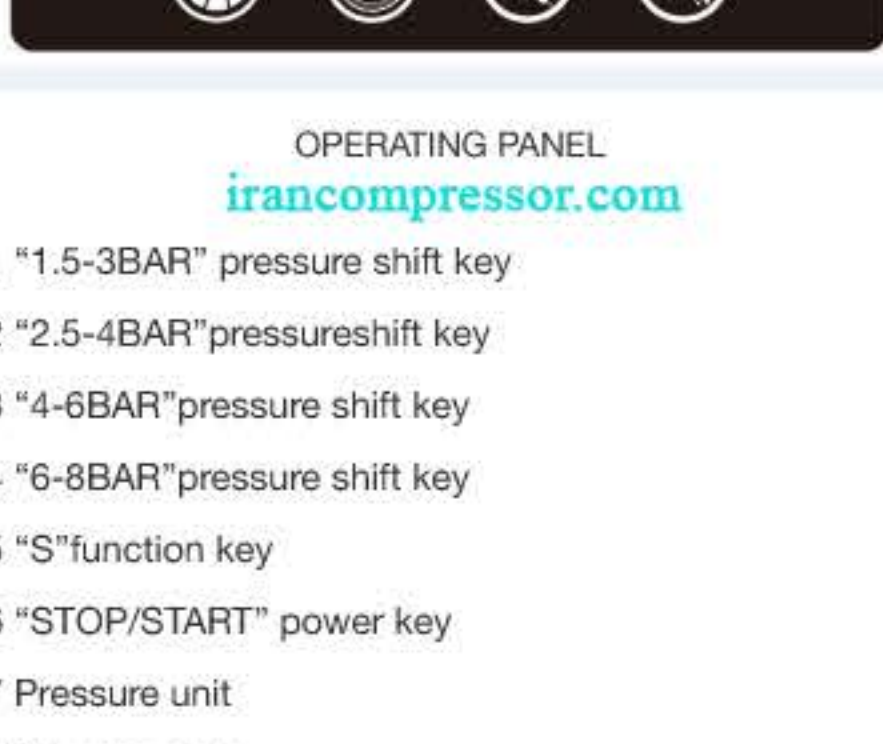 OPERATING PANEL
irancompressor.com
“1.5-3BAR” pressure shift key
“2.5-4BAR”pressureshift key
“4-6BAR”pressure shift key
“6-8BAR”pressure shift key
“S”function key
“STOP/START” power key
Pressure unit